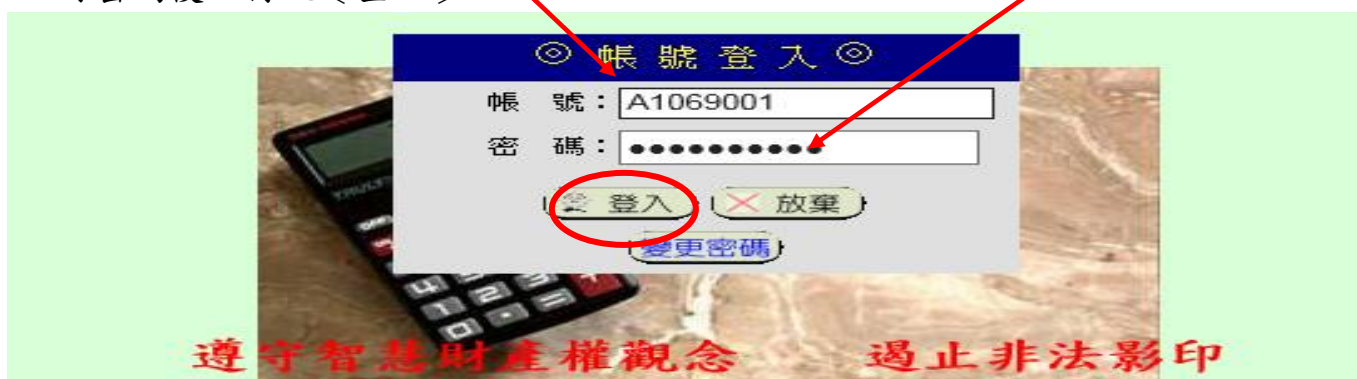 ◎ 帳 號 登 入 ◎
帳 號：A1069001
密 碼：●●●●●●●●●●
登入 放棄
變更密碼
遵守智慧財產權觀念 遏止非法影印